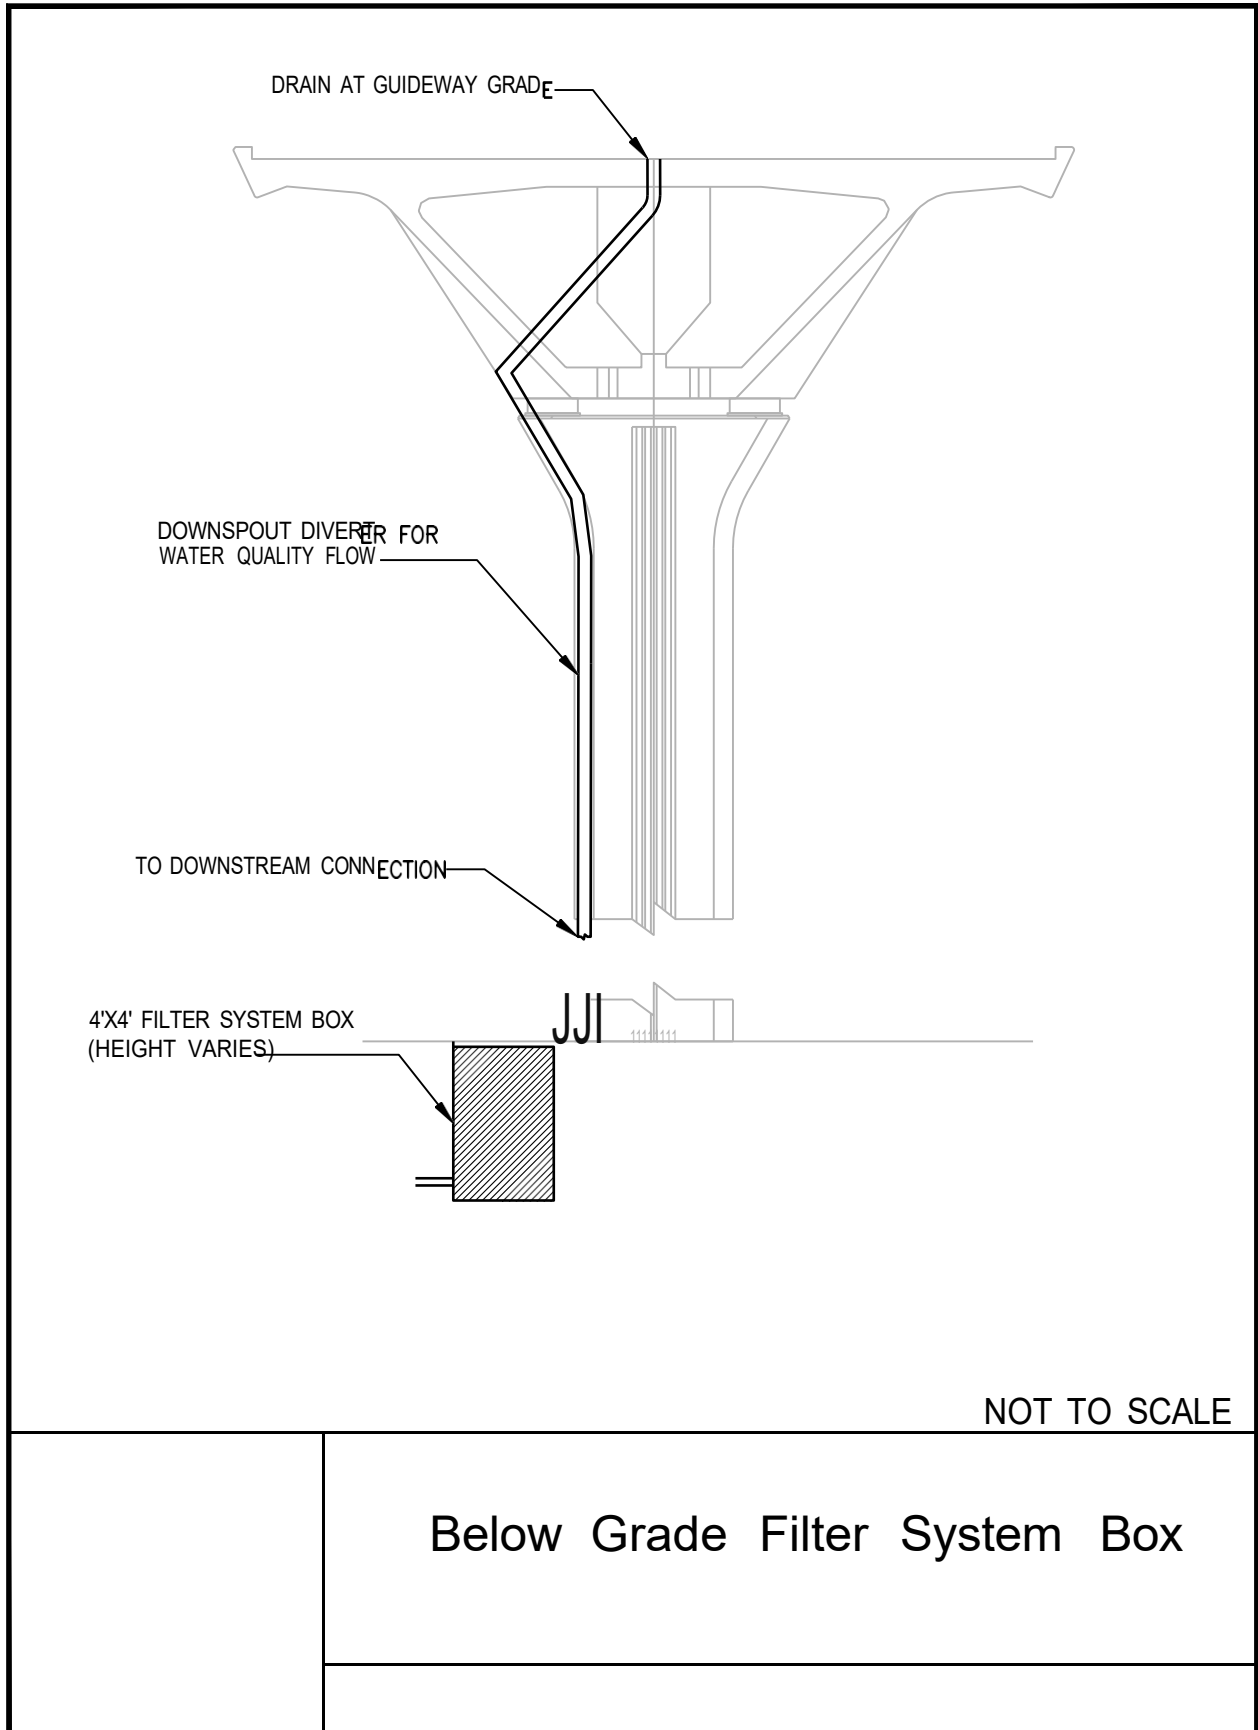 DRAIN AT GUIDEWAY GRADE
DOWNSPOUT DIVERTER FOR
WATER QUALITY FLOW
TO DOWNSTREAM CONNECTION
JJI
4'X4' FILTER SYSTEM BOX
(HEIGHT VARIES)
NOT TO SCALE
Below Grade Filter System Box